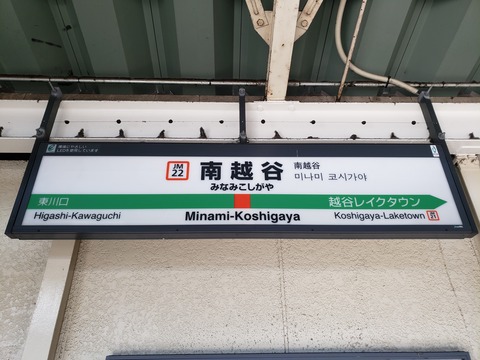 JM
22
南越谷
みなみこしがや
南越谷
미나미 코시가야
東川口
Higashi-Kawaguchi
Minami-Koshigaya
越谷レイクタウン
Koshigaya-Laketown
JM
21